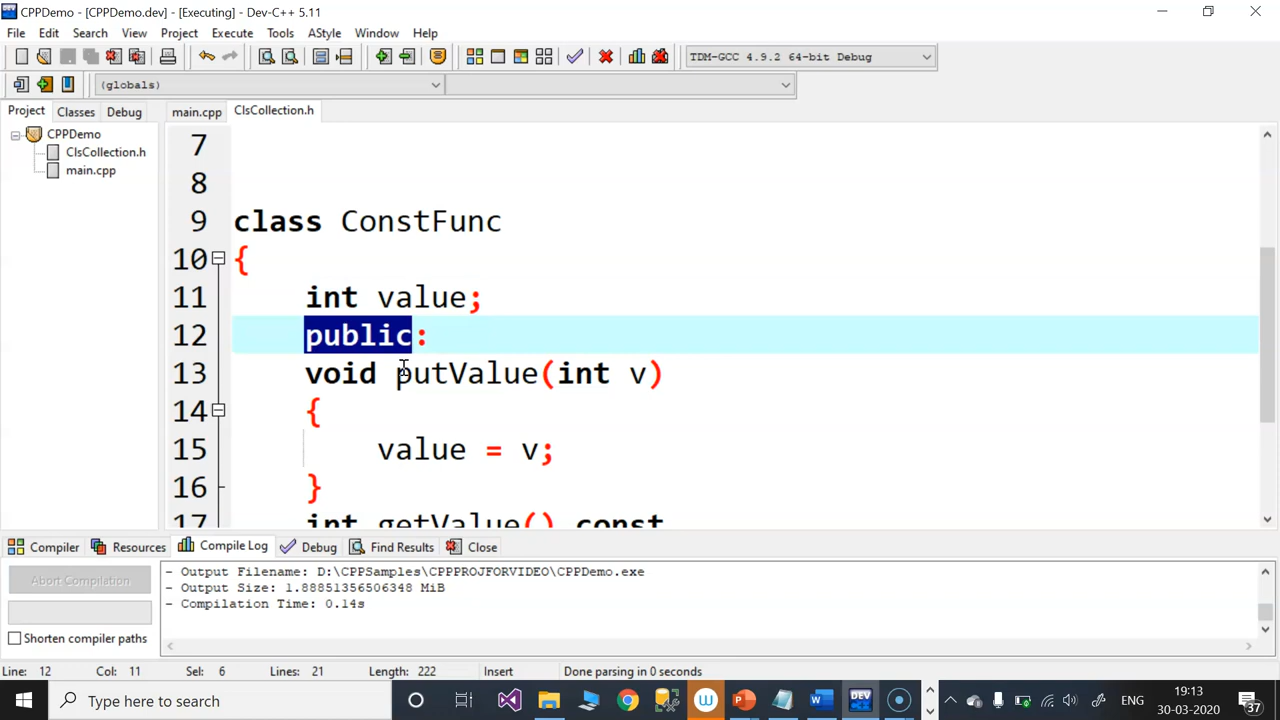 CPPDemo - [CPPDemo.dev] - [Executing] - Dev-C++ 5.11
File Edit Search View Project Execute Tools AStyle Window Help
TDM-GCC 4.9.2 64-bit Debug
(globals)
Project Classes Debug main.cpp ClsCollection.h
CPPDemo
ClsCollection.h
main.cpp
7
8
9 class ConstFunc
10 {
11 int value;
12 public:
13 void putValue(int v)
14 {
15 value = v;
16 }
17 int getValue() const
Compiler Resources Compile Log Debug Find Results Close
Abort Compilation
Shorten compiler paths
- Output Filename: D:\CPPSamples\CPPPROJFORVIDEO\CPPDemo.exe
- Output Size: 1.88851356506348 MiB
- Compilation Time: 0.14s
Line: 12 Col: 11 Sel: 6 Lines: 21 Length: 222 Insert Done parsing in 0 seconds
Type here to search
W
DEV
ENG
19:13
30-03-2020
37